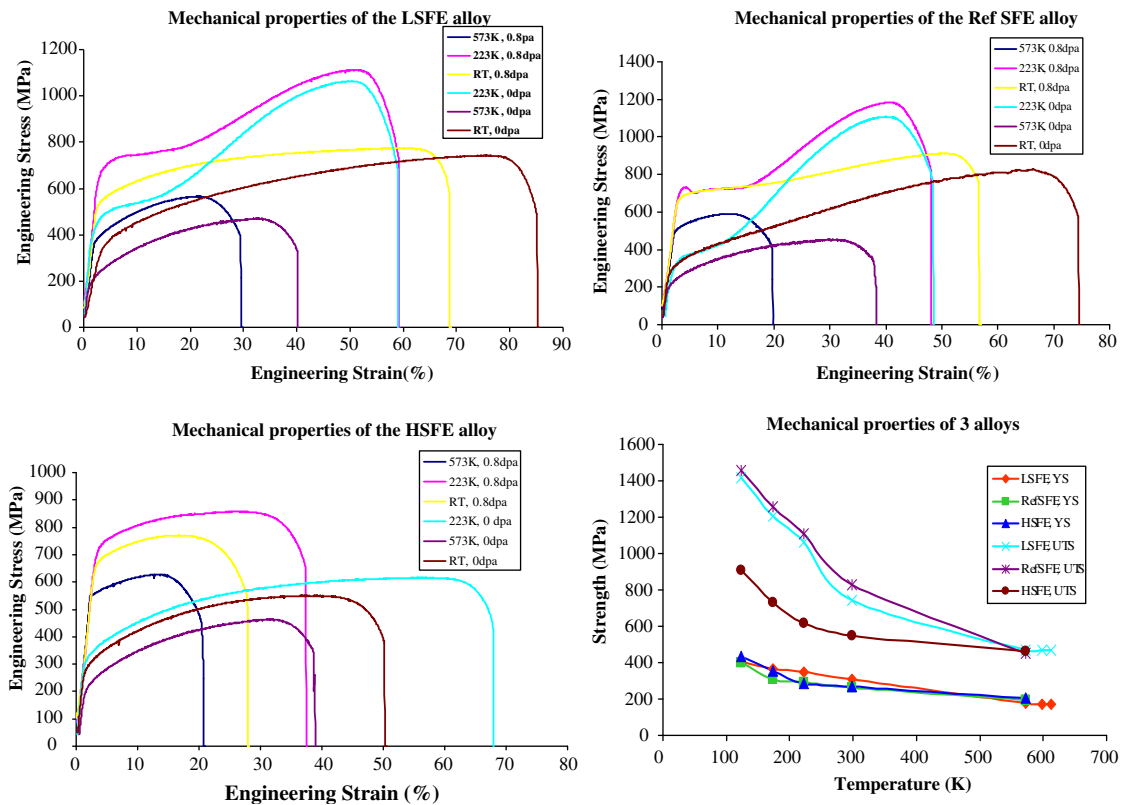 Mechanical properties of the LSFE alloy
Engineering Stress (MPa)
1200
1000
800
600
400
200
0
573K, 0.8pa
223K, 0.8dpa
RT, 0.8dpa
223K, 0dpa
573K, 0dpa
RT, 0dpa
0 10 20 30 40 50 60 70 80 90
Engineering Strain(%)
Mechanical properties of the Ref SFE alloy
Engineering Stress (MPa)
1400
1200
1000
800
600
400
200
0
573K 0.8dpa
223K, 0.8dpa
RT, 0.8dpa
223K 0dpa
573K 0dpa
RT, 0dpa
0 10 20 30 40 50 60 70 80
Engineering Strain(%)
Mechanical properties of the HSFE alloy
Engineering Stress (MPa)
1000
900
800
700
600
500
400
300
200
100
0
573K, 0.8dpa
223K, 0.8dpa
RT, 0.8dpa
223K, 0 dpa
573K, 0dpa
RT, 0dpa
0 10 20 30 40 50 60 70 80
Engineering Strain (%)
Mechanical proerties of 3 alloys
Strength (MPa)
1600
1400
1200
1000
800
600
400
200
0
LSFE, YS
RefSFE, YS
HSFE, YS
LSFE UTS
RefSFE, UTS
HSFE, UTS
0 100 200 300 400 500 600 700
Temperature (K)